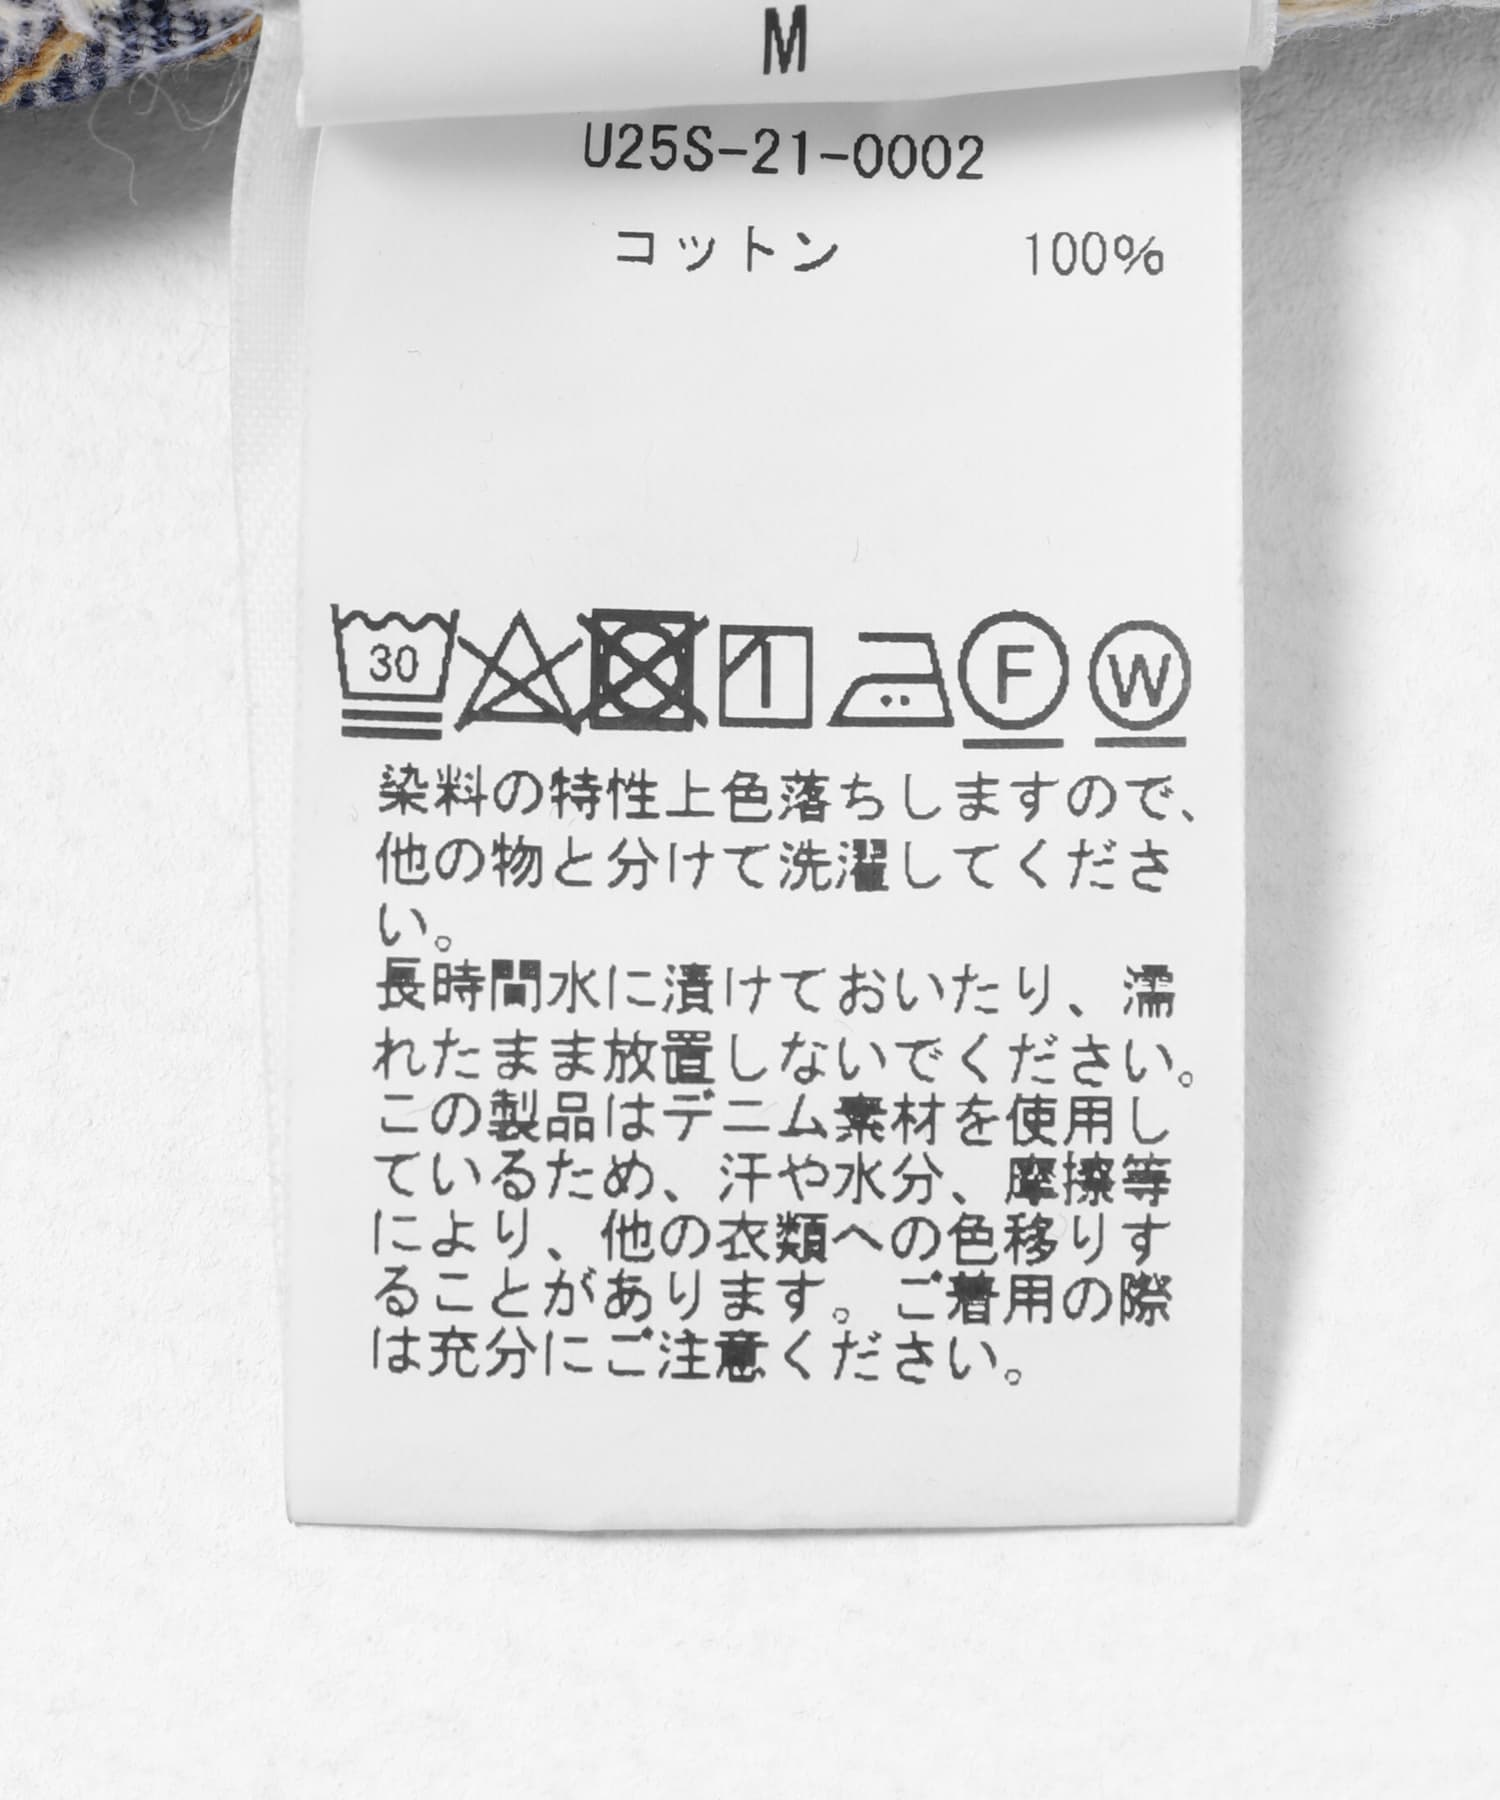 M
U25S-21-0002
コットン 100%
30
F W
染料の特性上色落ちしますので、
他の物と分けて洗濯してくださ
い。
長時間水に漬けておいたり、濡
れたまま放置しないでください。
この製品はデニム素材を使用し
ているため、汗や水分、摩擦等
により、他の衣類への色移りす
ることがあります。ご着用の際
は充分にご注意ください。